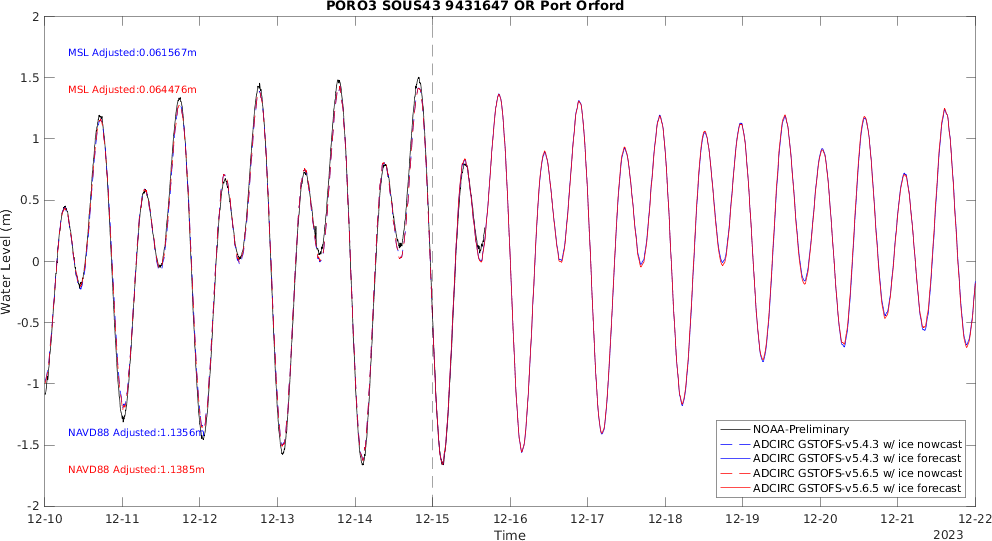 PORO3 SOUS43 9431647 OR Port Orford
Water Level (m)
2
1.5
1
0.5
0
-0.5
-1
-1.5
-2
MSL Adjusted:0.061567m
MSL Adjusted:0.064476m
NAVD88 Adjusted:1.1356m
NAVD88 Adjusted:1.1385m
NOAA-Preliminary
ADCIRC GSTOFS-v5.4.3 w/ ice nowcast
ADCIRC GSTOFS-v5.4.3 w/ ice forecast
ADCIRC GSTOFS-v5.6.5 w/ ice nowcast
ADCIRC GSTOFS-v5.6.5 w/ ice forecast
12-10 12-11 12-12 12-13 12-14 12-15 12-16 12-17 12-18 12-19 12-20 12-21 12-22
Time
2023